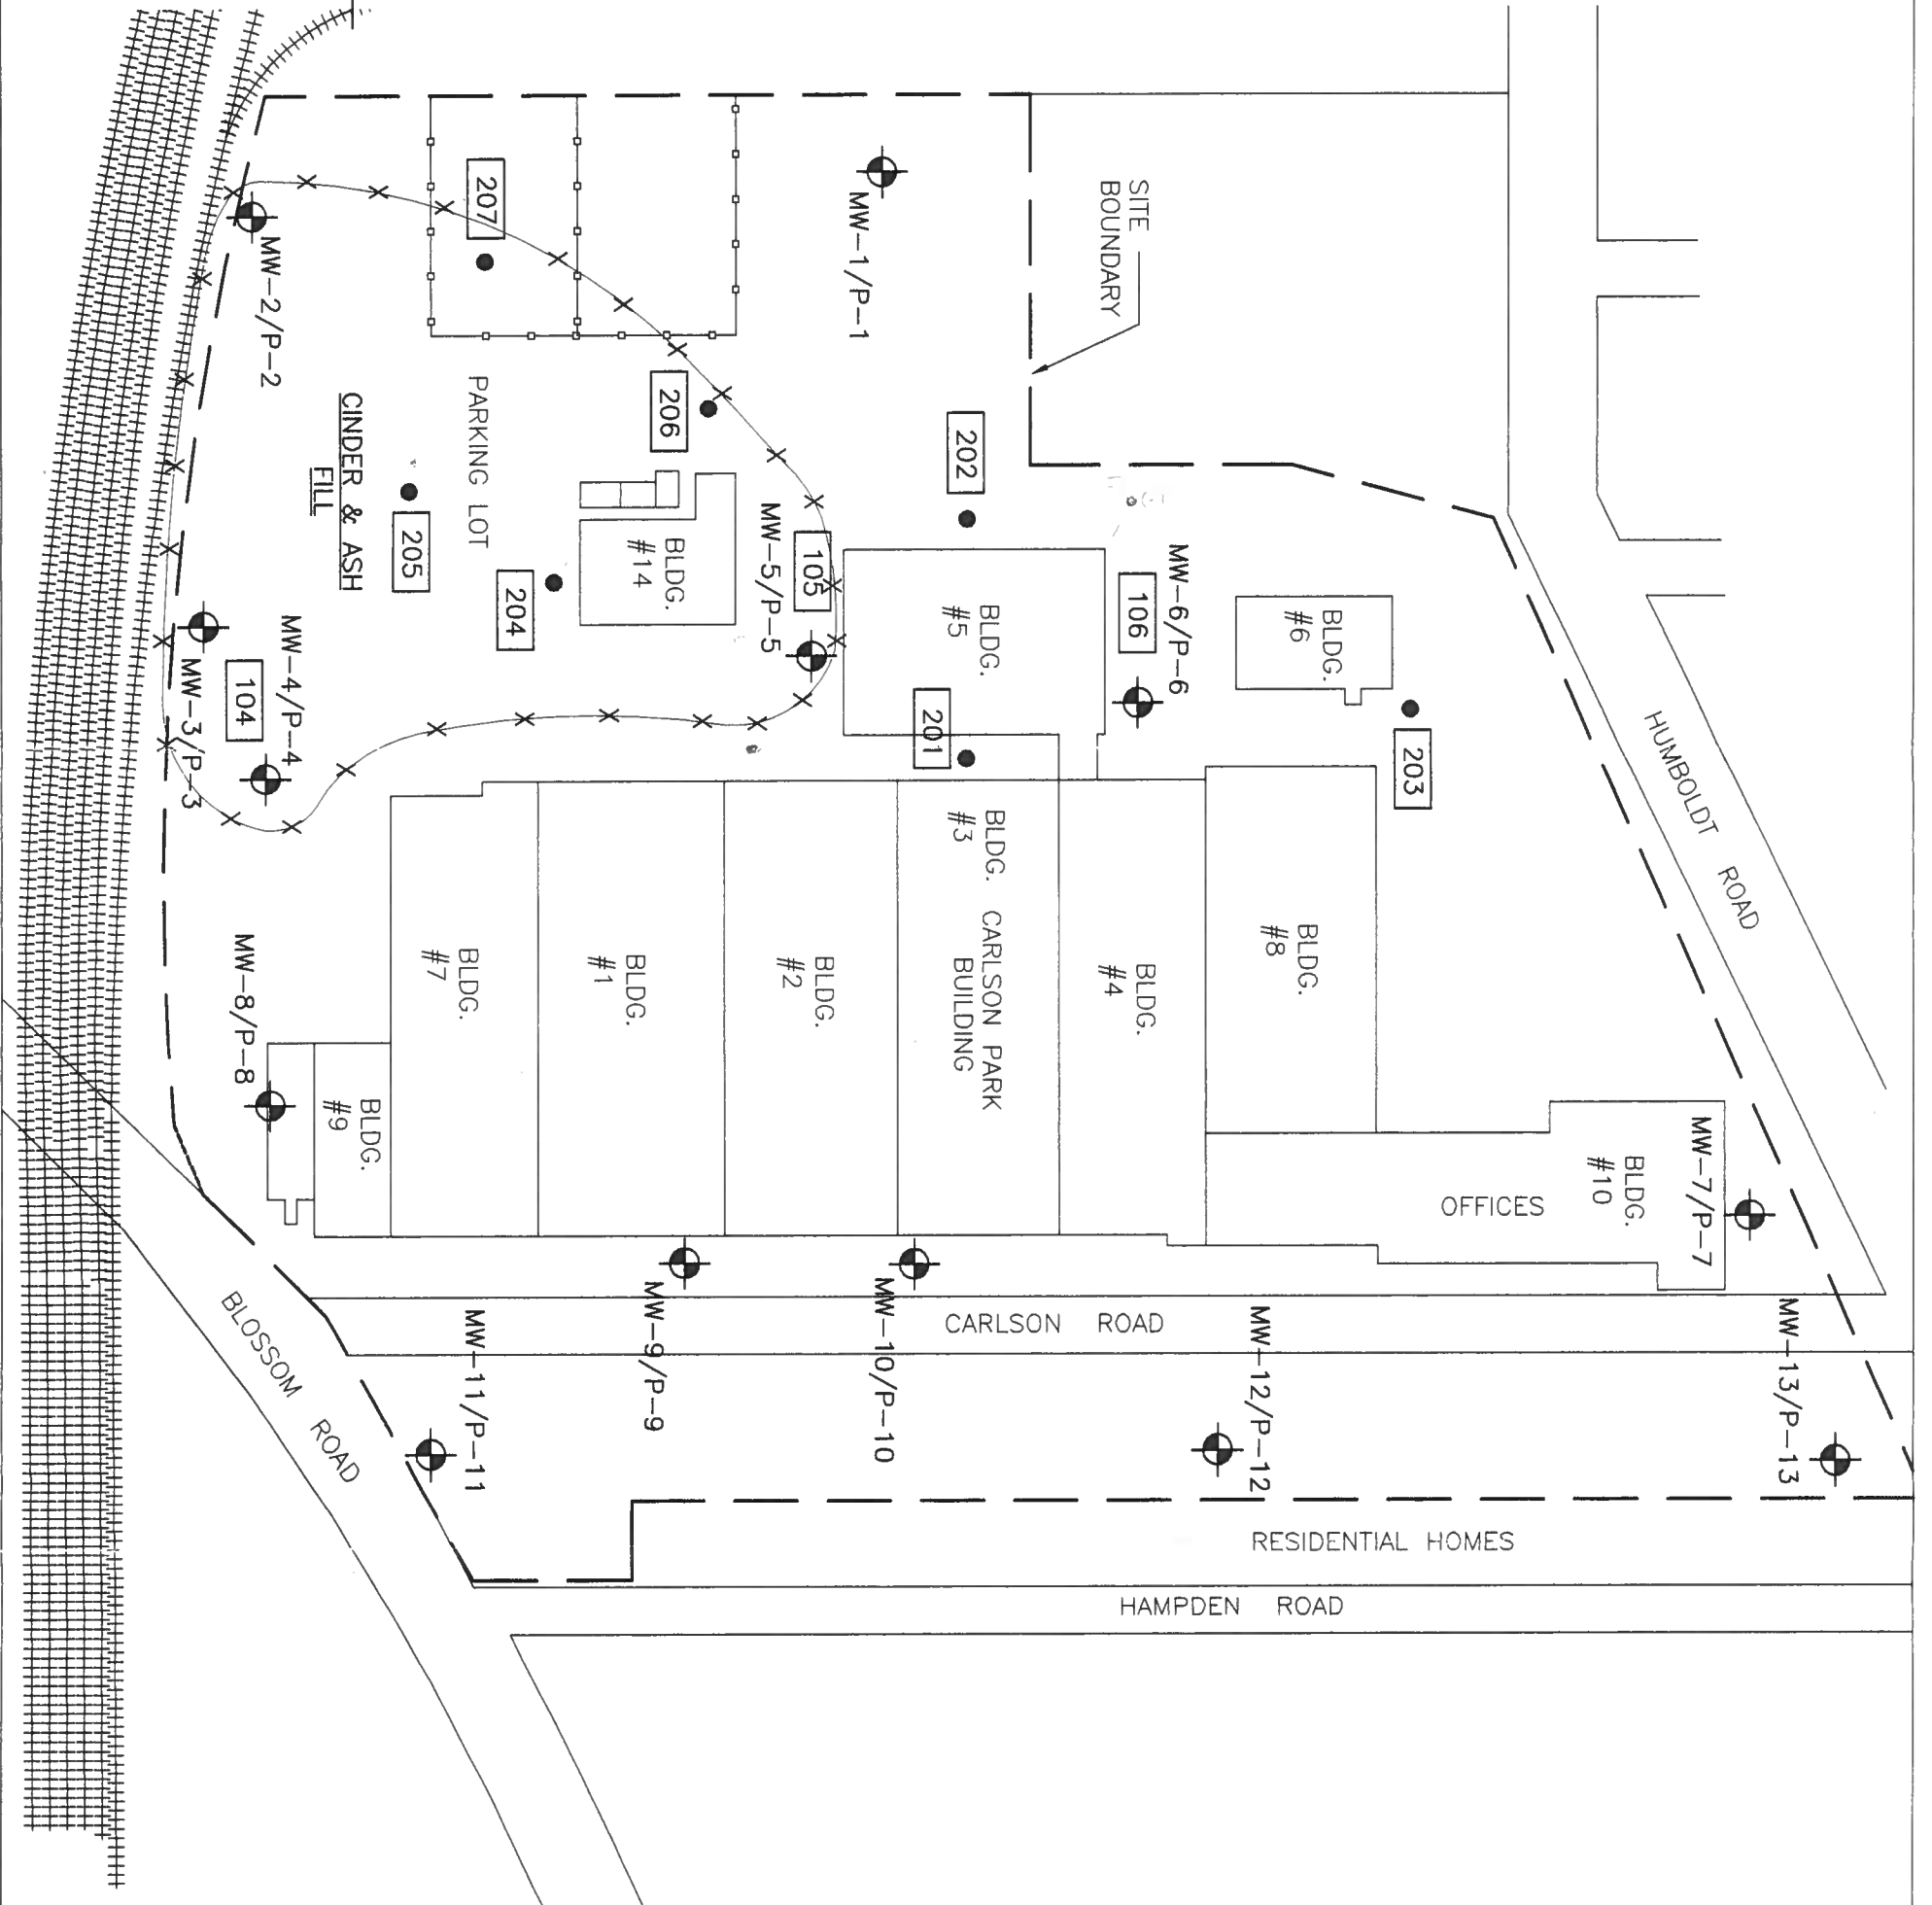 HUMBOLDT ROAD
SITE
BOUNDARY
MW-7/P-7
BLDG.
#10
OFFICES
MW-13/P-13
203
BLDG.
#6
MW-6/P-6
106
BLDG.
#8
MW-12/P-12
202
BLDG.
#5
201
BLDG.
#4
BLDG. CARLSON PARK
#3 BUILDING
CARLSON ROAD
RESIDENTIAL HOMES
HAMPDEN ROAD
MW-1/P-1
105
MW-5/P-5
BLDG.
#2
MW-10/P-10
206
BLDG.
#14
BLDG.
#1
MW-9/P-9
207
PARKING LOT
204
BLDG.
#7
MW-11/P-11
205
CINDER & ASH
FILL
BLDG.
#9
MW-2/P-2
MW-4/P-4
104
MW-3/P-3
MW-8/P-8
BLOSSOM ROAD